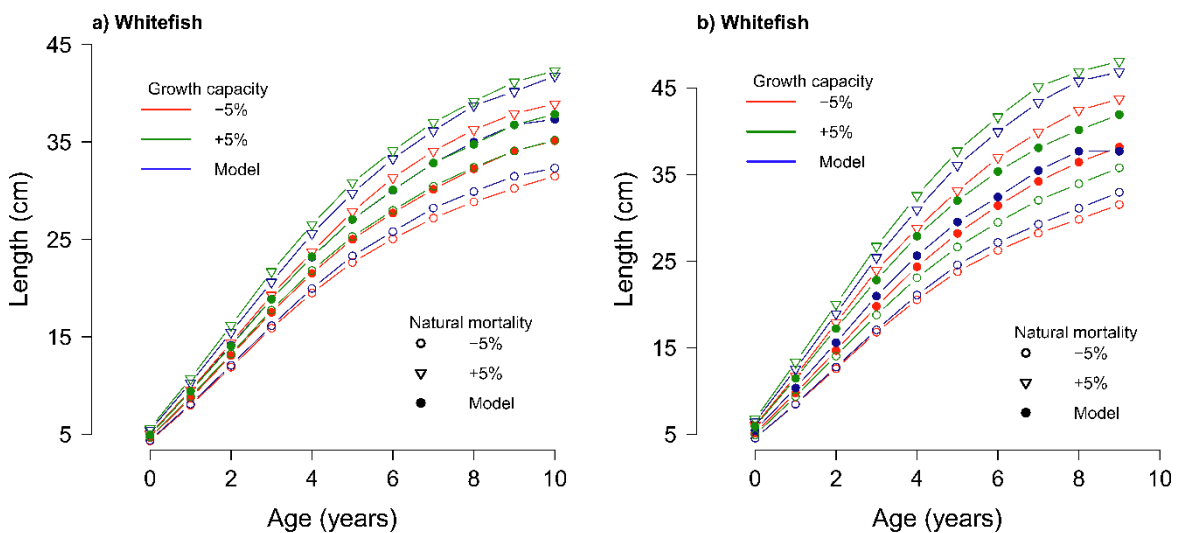 a) Whitefish
45
35
25
15
5
Length (cm)
Growth capacity
−5%
+5%
Model
Natural mortality
−5%
+5%
Model
0 2 4 6 8 10
Age (years)
b) Whitefish
45
35
25
15
5
Length (cm)
Growth capacity
−5%
+5%
Model
Natural mortality
−5%
+5%
Model
0 2 4 6 8 10
Age (years)